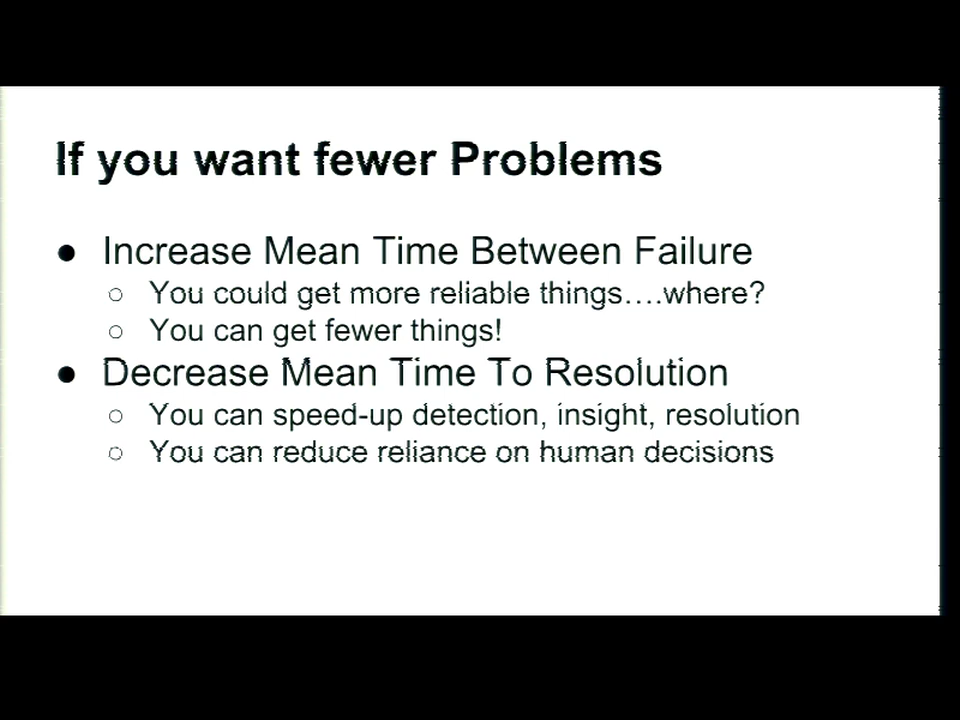 If you want fewer Problems
● Increase Mean Time Between Failure
○ You could get more reliable things....where?
○ You can get fewer things!
● Decrease Mean Time To Resolution
○ You can speed-up detection, insight, resolution
○ You can reduce reliance on human decisions